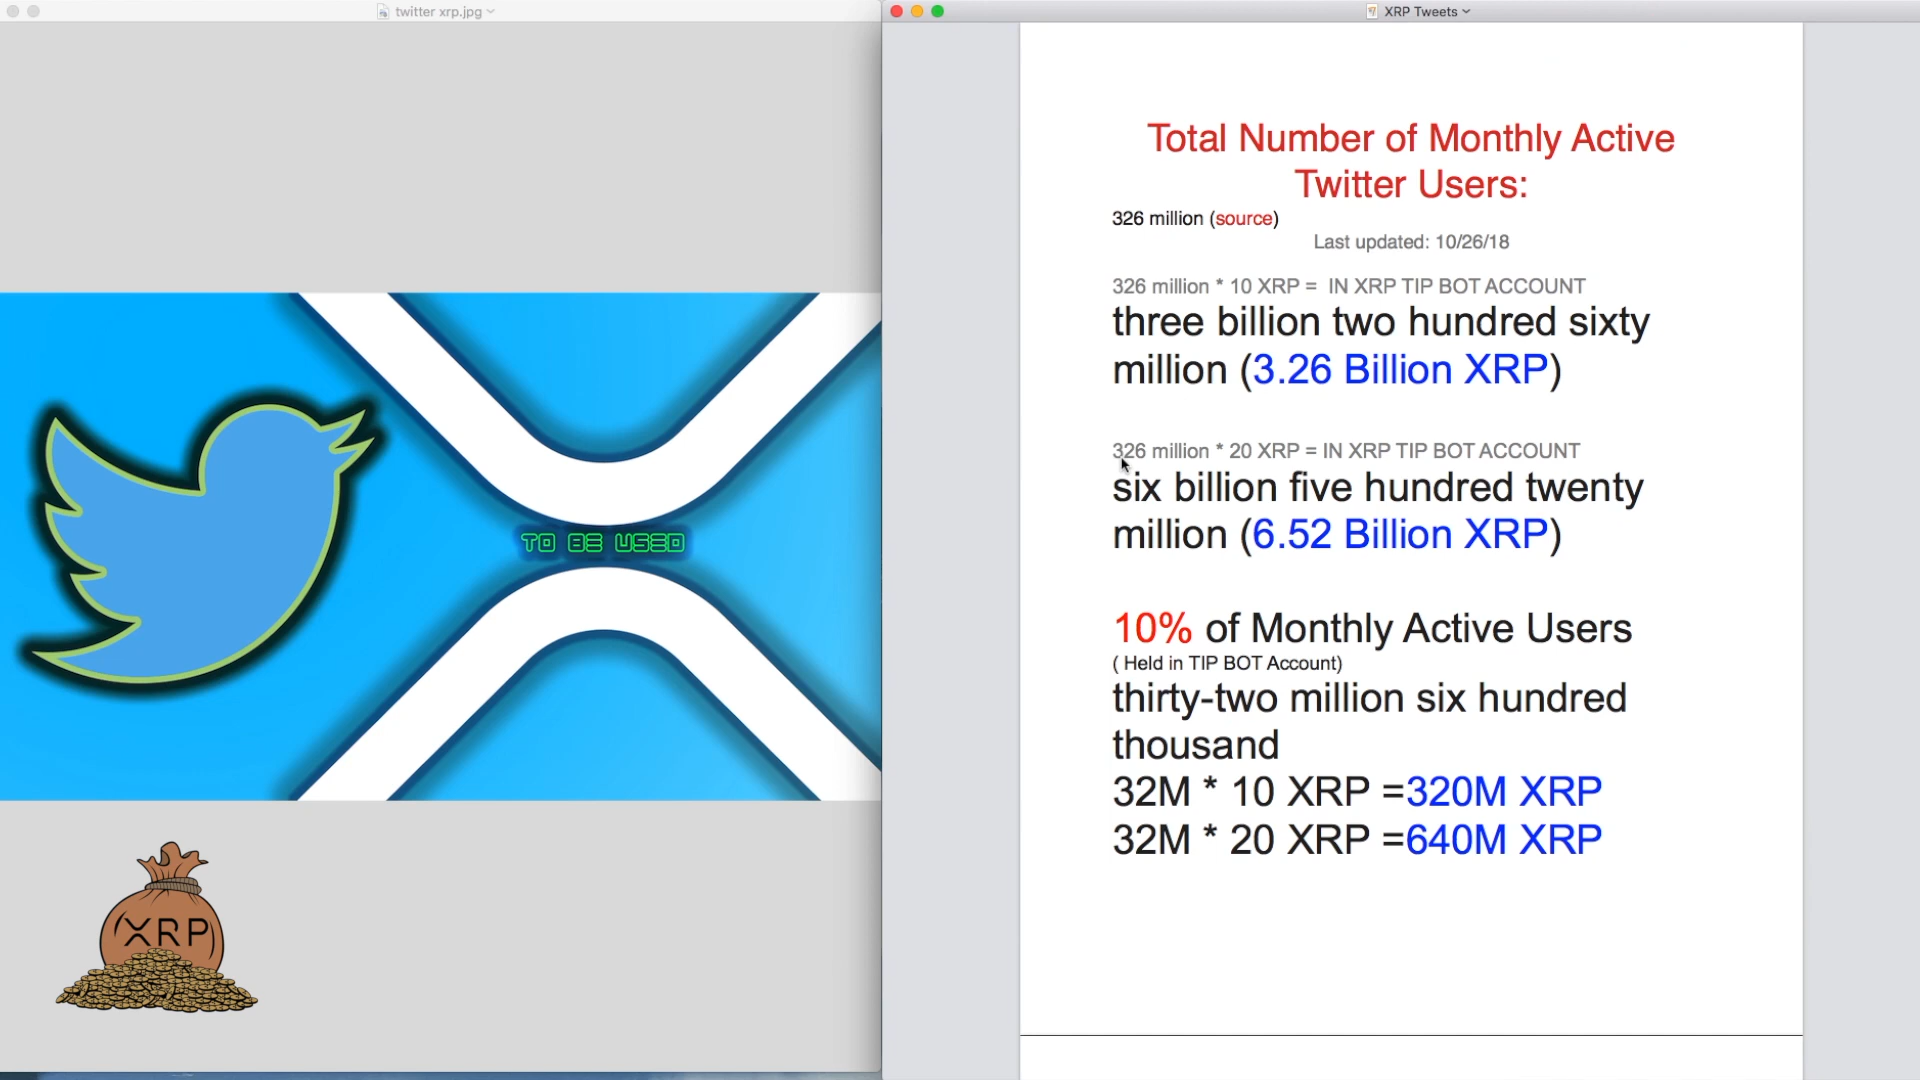 twitter xrp.jpg
XRP Tweets
TO BE USED
XRP
Total Number of Monthly Active
Twitter Users:
326 million (source)
Last updated: 10/26/18
326 million * 10 XRP = IN XRP TIP BOT ACCOUNT
three billion two hundred sixty
million (3.26 Billion XRP)
326 million * 20 XRP = IN XRP TIP BOT ACCOUNT
six billion five hundred twenty
million (6.52 Billion XRP)
10% of Monthly Active Users
( Held in TIP BOT Account)
thirty-two million six hundred
thousand
32M * 10 XRP =320M XRP
32M * 20 XRP =640M XRP